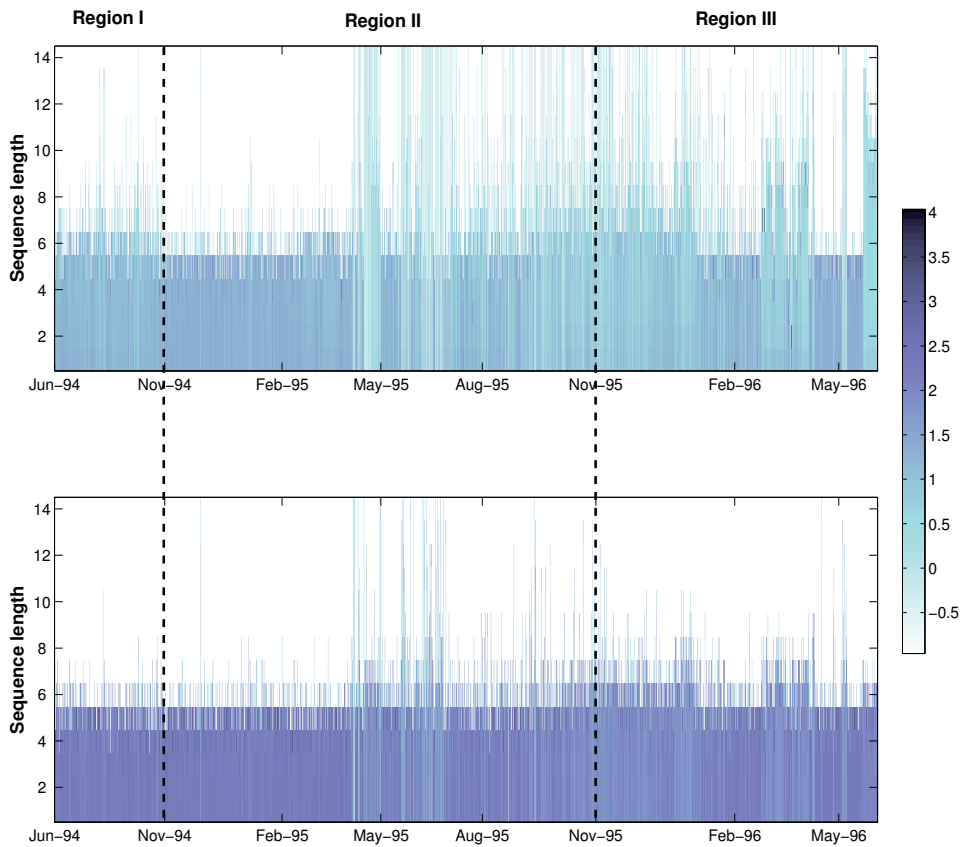 Region I
Region II
Region III
14
12
10
8
6
4
2
Sequence length
Jun–94
Nov–94
Feb–95
May–95
Aug–95
Nov–95
Feb–96
May–96
14
12
10
8
6
4
2
Sequence length
Jun–94
Nov–94
Feb–95
May–95
Aug–95
Nov–95
Feb–96
May–96
4
3.5
3
2.5
2
1.5
1
0.5
0
−0.5